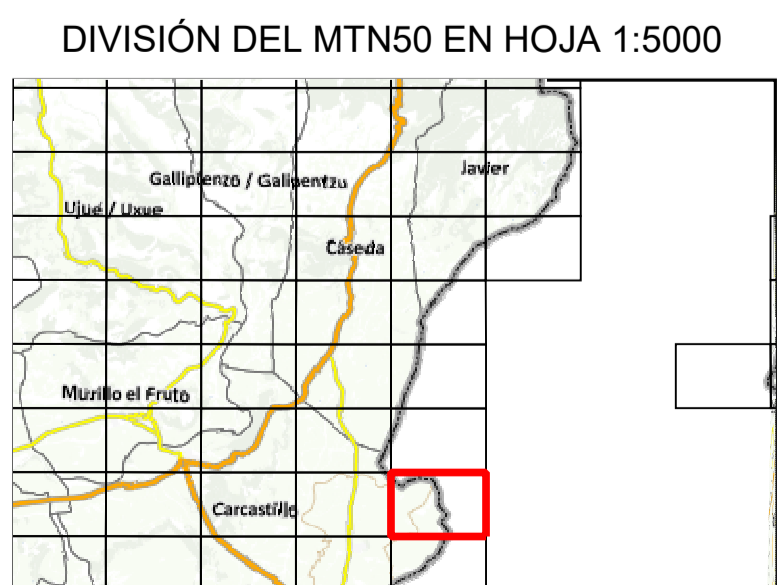 DIVISIÓN DEL MTN50 EN HOJA 1:5000
Javier
Gallipienzo / Galipentzu
Ujué / Uxue
Cáseda
Murillo el Fruto
Carcastillo